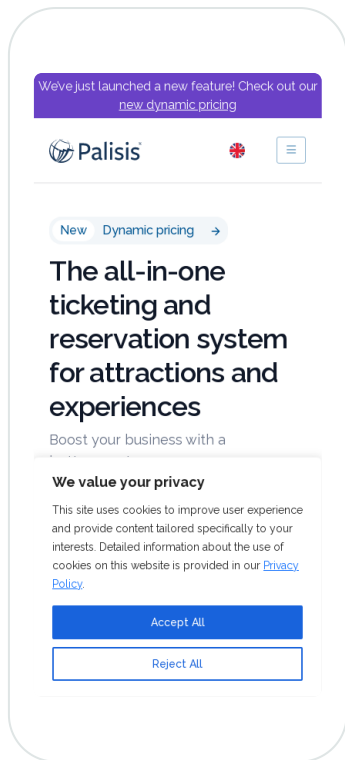 We've just launched a new feature! Check out our
new dynamic pricing
Palisis
New Dynamic pricing →
The all-in-one
ticketing and
reservation system
for attractions and
experiences
Boost your business with a
We value your privacy
This site uses cookies to improve user experience
and provide content tailored specifically to your
interests. Detailed information about the use of
cookies on this website is provided in our Privacy
Policy.
Accept All
Reject All